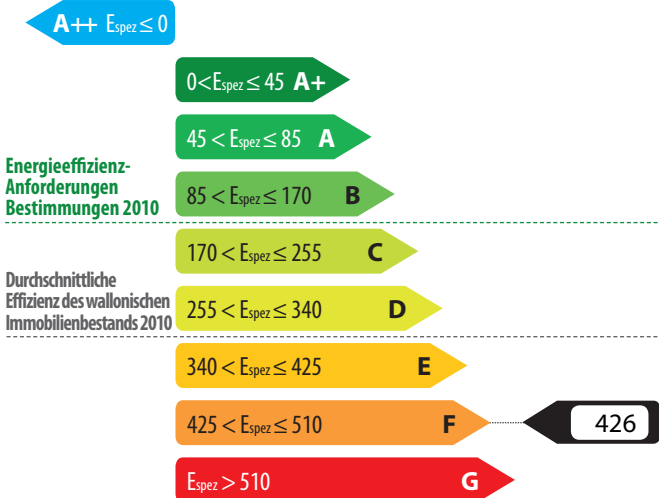 A++ Espez ≤ 0
0 < Espez ≤ 45 A+
45 < Espez ≤ 85 A
Energieeffizienz-
Anforderungen
Bestimmungen 2010
85 < Espez ≤ 170 B
170 < Espez ≤ 255 C
Durchschnittliche
Effizienz des wallonischen
Immobilienbestands 2010
255 < Espez ≤ 340 D
340 < Espez ≤ 425 E
425 < Espez ≤ 510 F
426
Espez > 510 G